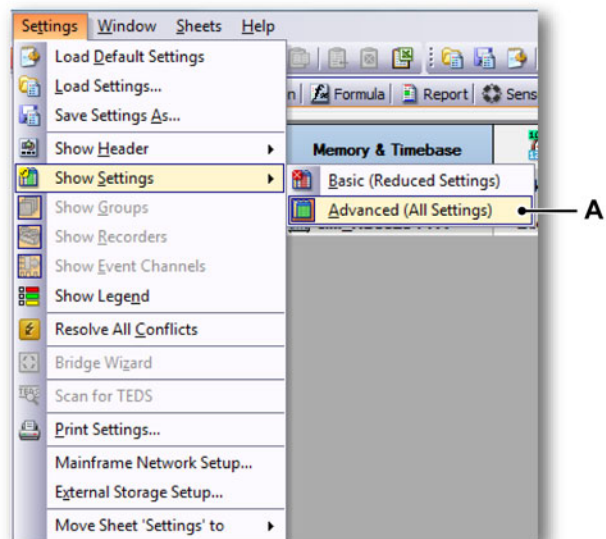 Settings Window Sheets Help
Load Default Settings
Load Settings...
Save Settings As...
Formula Report Sens
Show Header
Memory & Timebase
Show Settings
Basic (Reduced Settings)
Advanced (All Settings)
A
Show Groups
Show Recorders
Show Event Channels
Show Legend
Resolve All Conflicts
Bridge Wizard
Scan for TEDS
Print Settings...
Mainframe Network Setup...
External Storage Setup...
Move Sheet 'Settings' to